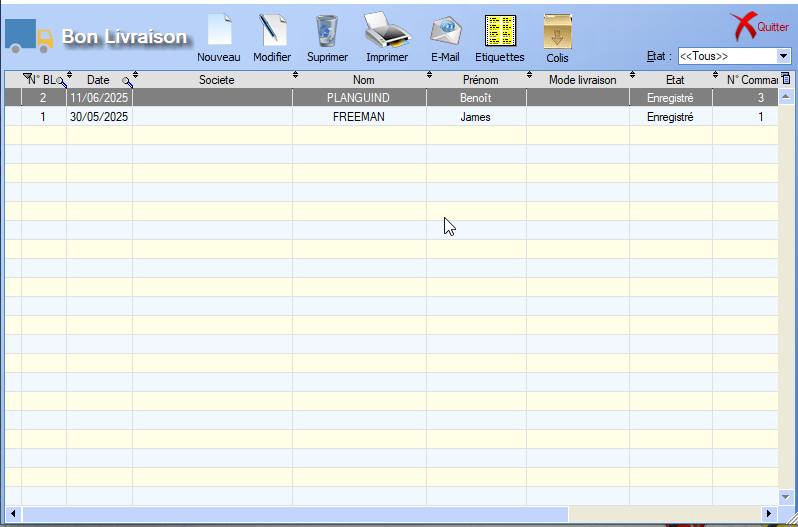 Bon Livraison
Nouveau Modifier Suprimer Imprimer E-Mail Etiquettes Colis
Quitter
Etat : <<Tous>>
N° BL Date Societe Nom Prénom Mode livraison Etat N° Comman
2 11/06/2025 PLANGUIND Benoît Enregistré 3
1 30/05/2025 FREEMAN James Enregistré 1